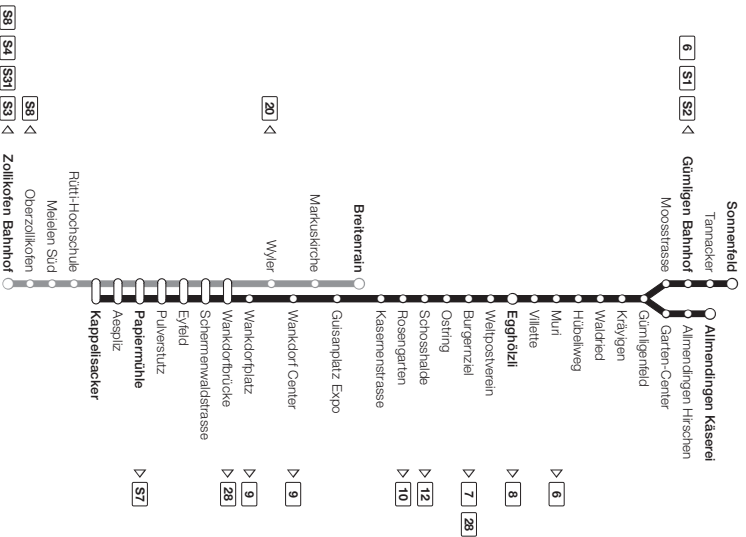 S8 S4 S31 S3
Zollikofen Bahnhof
S8
Oberzollikofen
Meielen Süd
Rütti-Hochschule
20
Wyler
Markuskirche
Breitenrain
Kappelisacker
Aespliz
Papiermühle
S7
Pulverstutz
Eyfeld
Schermenwaldstrasse
Wankdorfbrücke
28
Wankdorfplatz
9
Wankdorf Center
9
Guisanplatz Expo
Kasernenstrasse
Rosengarten
10
Schosshalde
12
Ostring
Burgernziel
7 28
Weltpostverein
Egghölzli
8
Villette
Muri
6
Hübeliweg
Waldried
Kräyigen
Gümligenfeld
Moosstrasse
6 S1 S2
Gümligen Bahnhof
Tannacker
Sonnenfeld
Garten-Center
Allmendingen Hirschen
Allmendingen Käserei